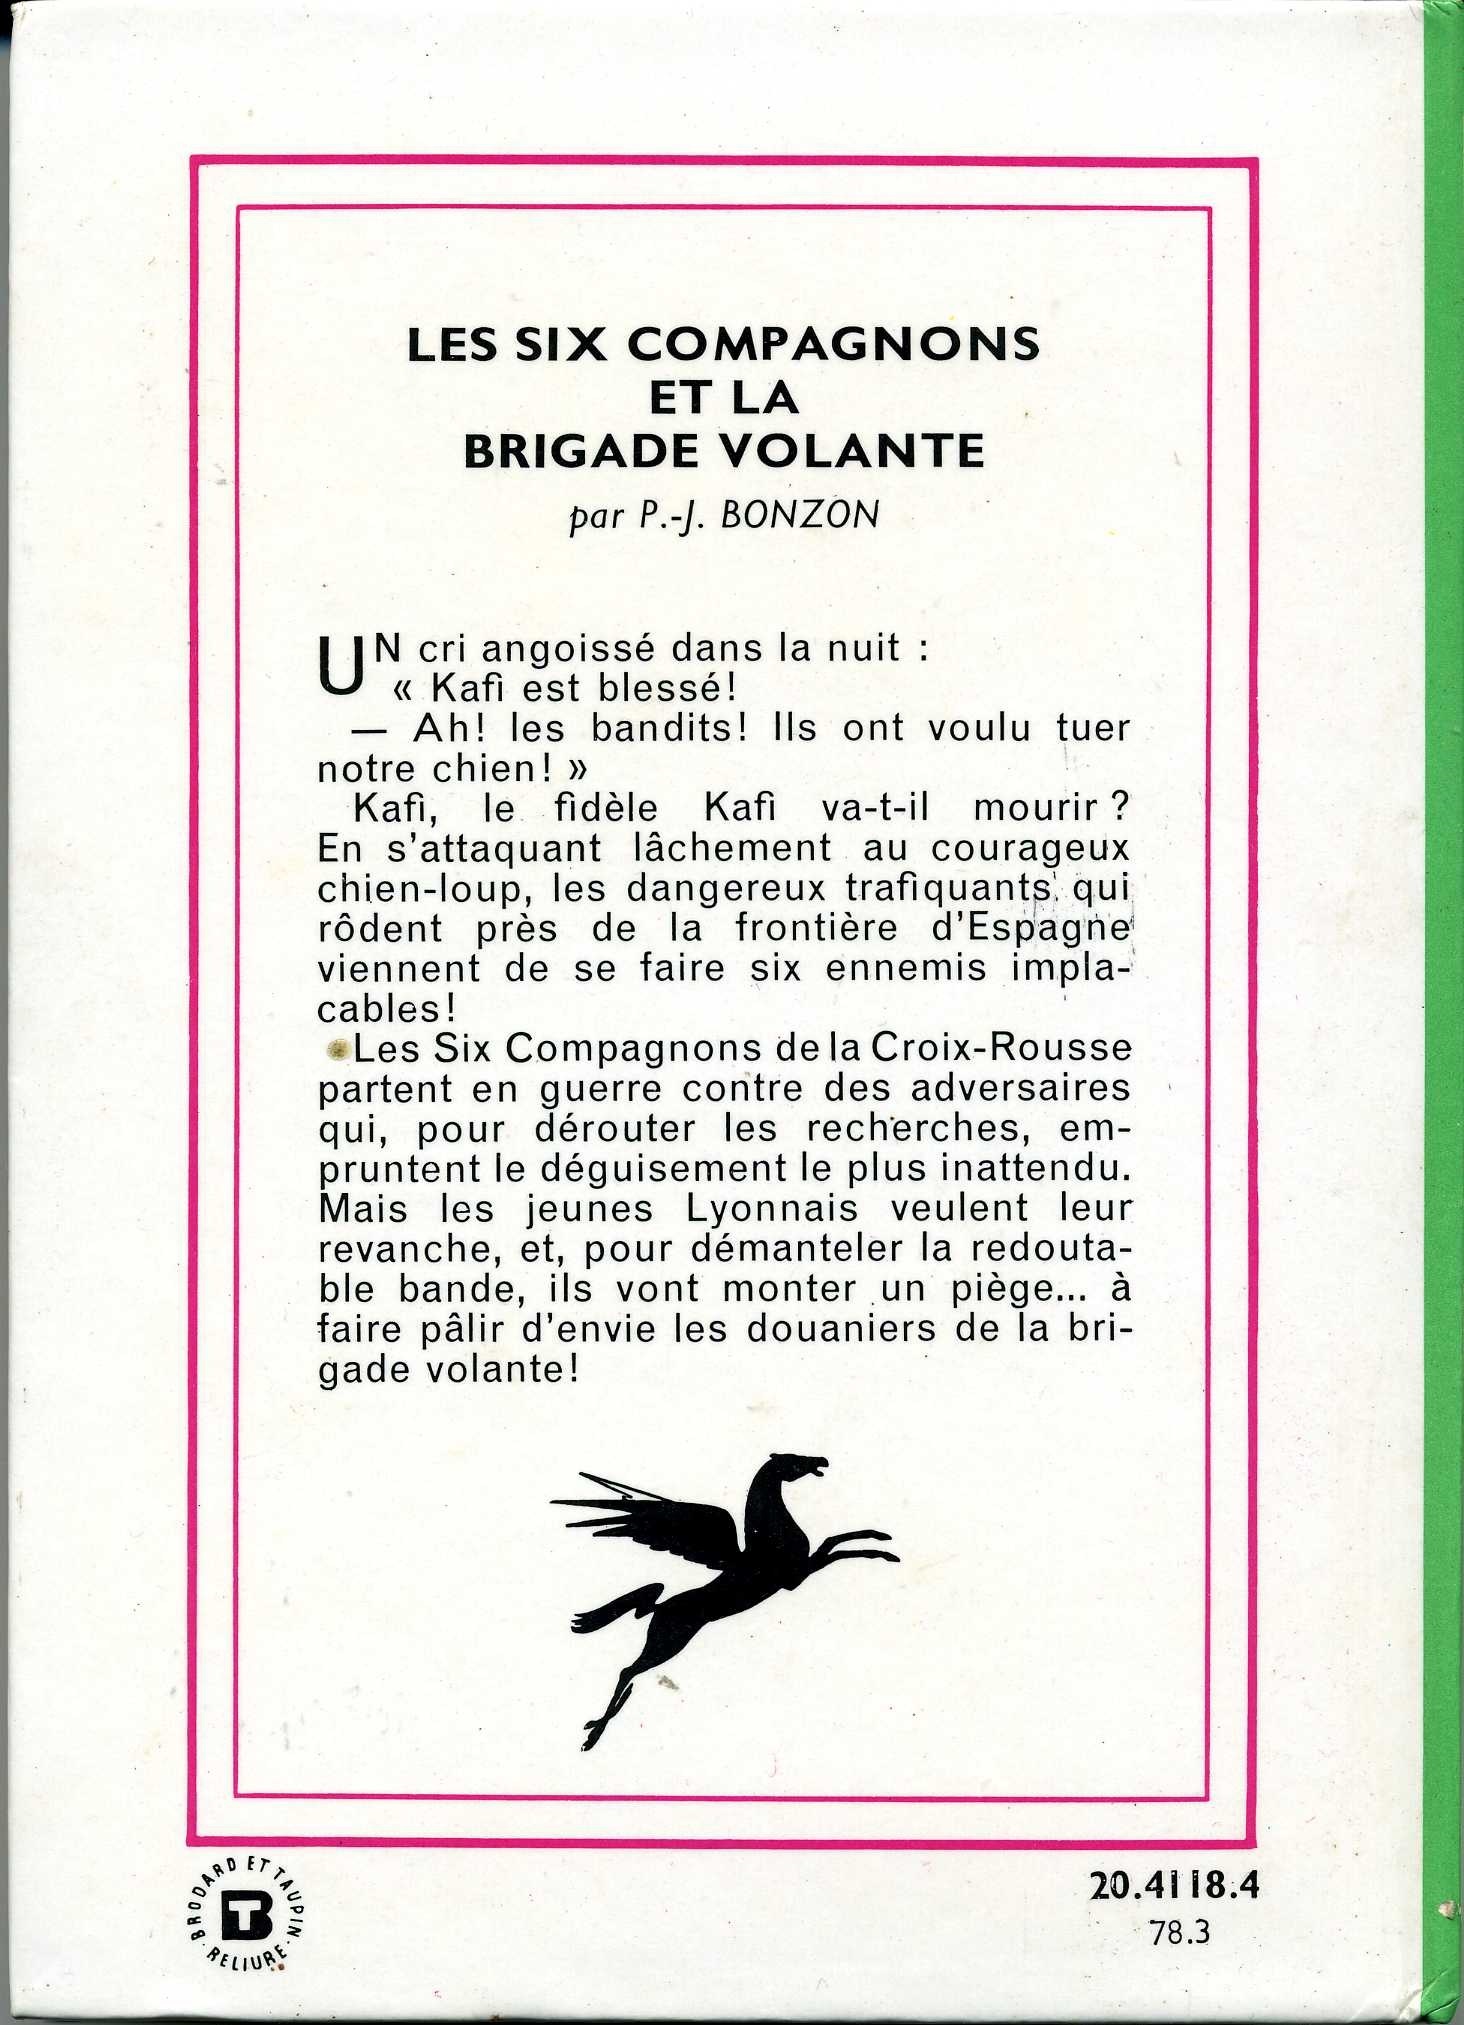 LES SIX COMPAGNONS
ET LA
BRIGADE VOLANTE
par P.-J. BONZON
UN cri angoissé dans la nuit :
« Kafi est blessé!
— Ah! les bandits! Ils ont voulu tuer
notre chien! »
Kafi, le fidèle Kafi va-t-il mourir ?
En s'attaquant lâchement au courageux
chien-loup, les dangereux trafiquants qui
rôdent près de la frontière d'Espagne
viennent de se faire six ennemis impla-
cables!
Les Six Compagnons de la Croix-Rousse
partent en guerre contre des adversaires
qui, pour dérouter les recherches, em-
pruntent le déguisement le plus inattendu.
Mais les jeunes Lyonnais veulent leur
revanche, et, pour démanteler la redouta-
ble bande, ils vont monter un piège... à
faire pâlir d'envie les douaniers de la bri-
gade volante!
BRODARD ET TAUPIN
BT
RELIURE
20.4118.4
78.3